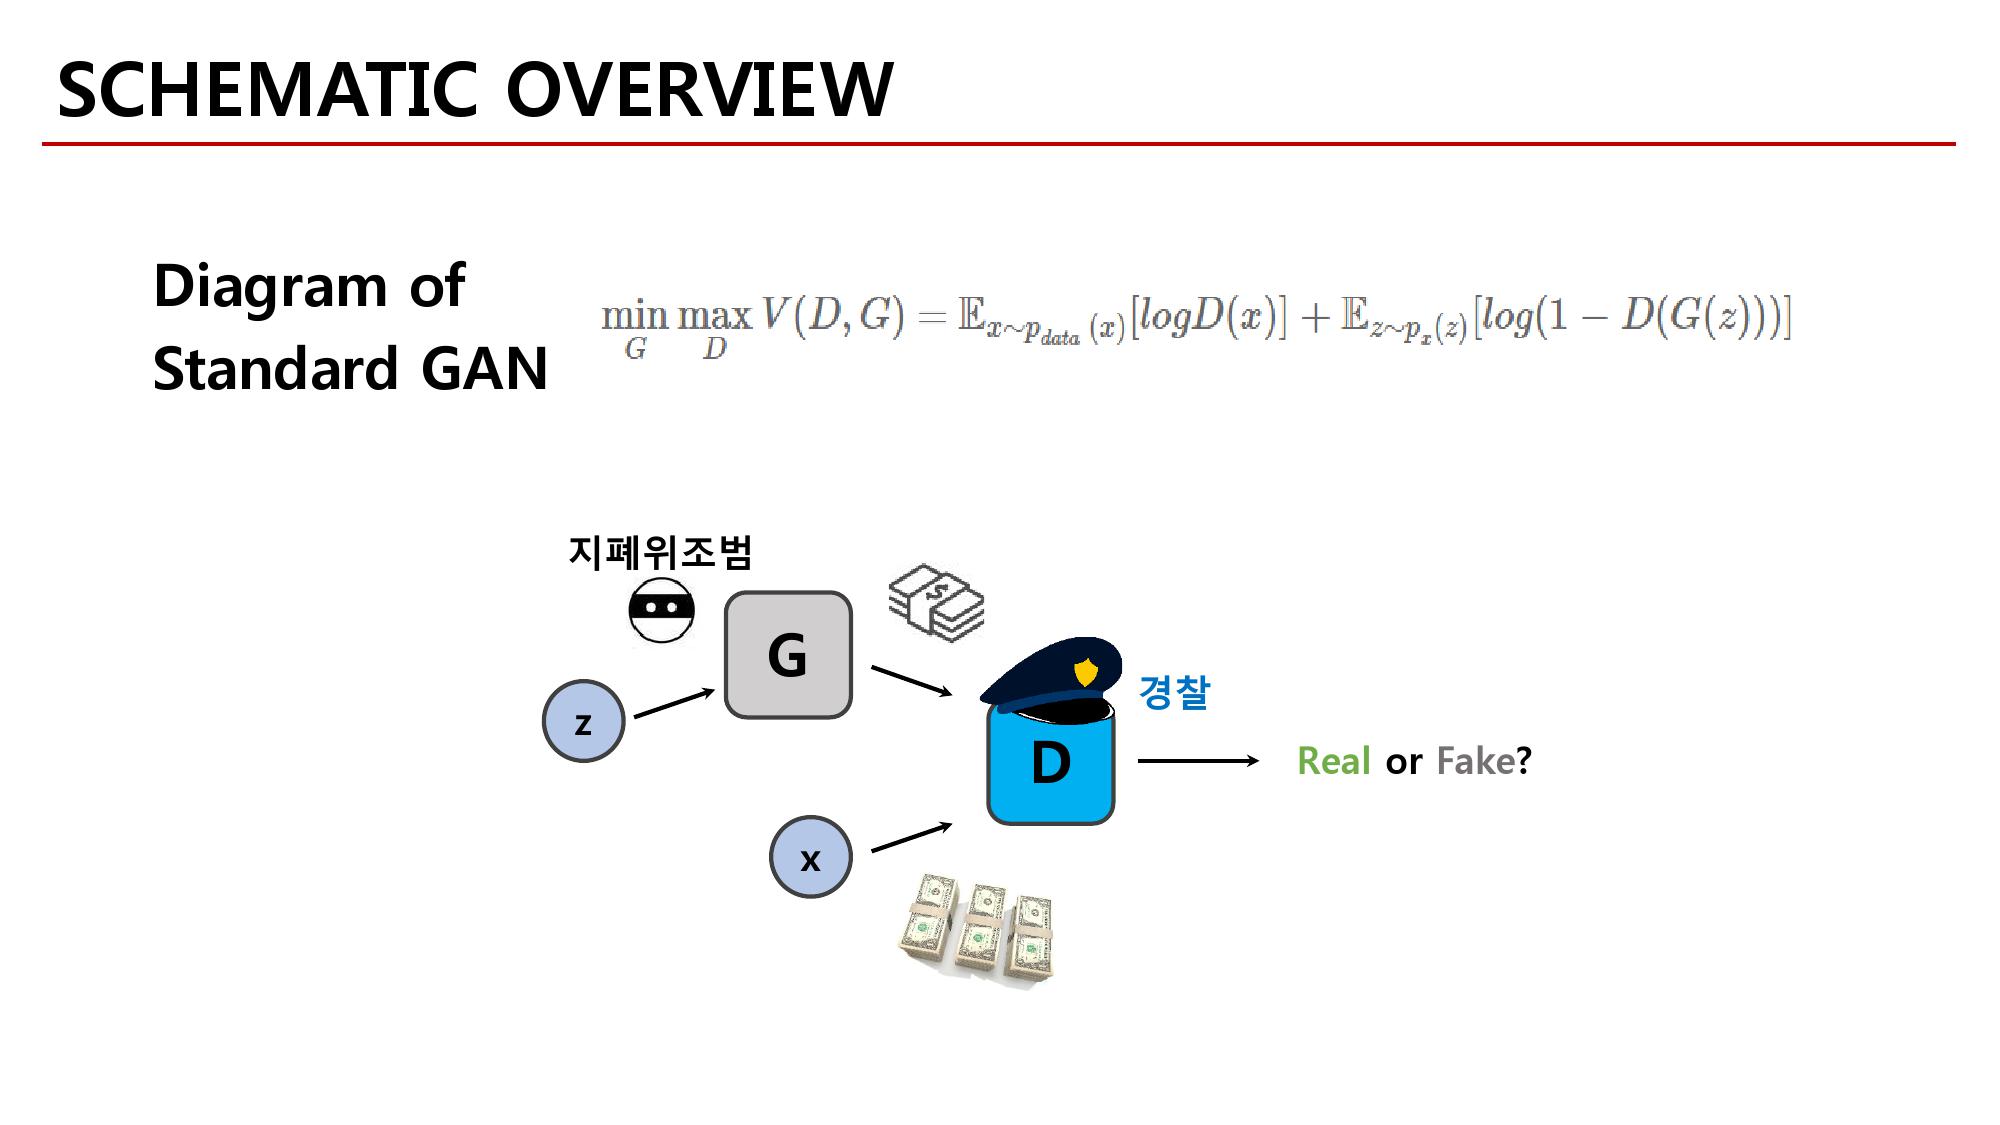 SCHEMATIC OVERVIEW
Diagram of
Standard GAN
$\min_{G} \max_{D} V(D, G) = \mathbb{E}_{x \sim p_{data}(x)}[logD(x)] + \mathbb{E}_{z \sim p_{x}(z)}[log(1 - D(G(z)))]$
지폐위조범
G
z
경찰
D
Real or Fake?
x